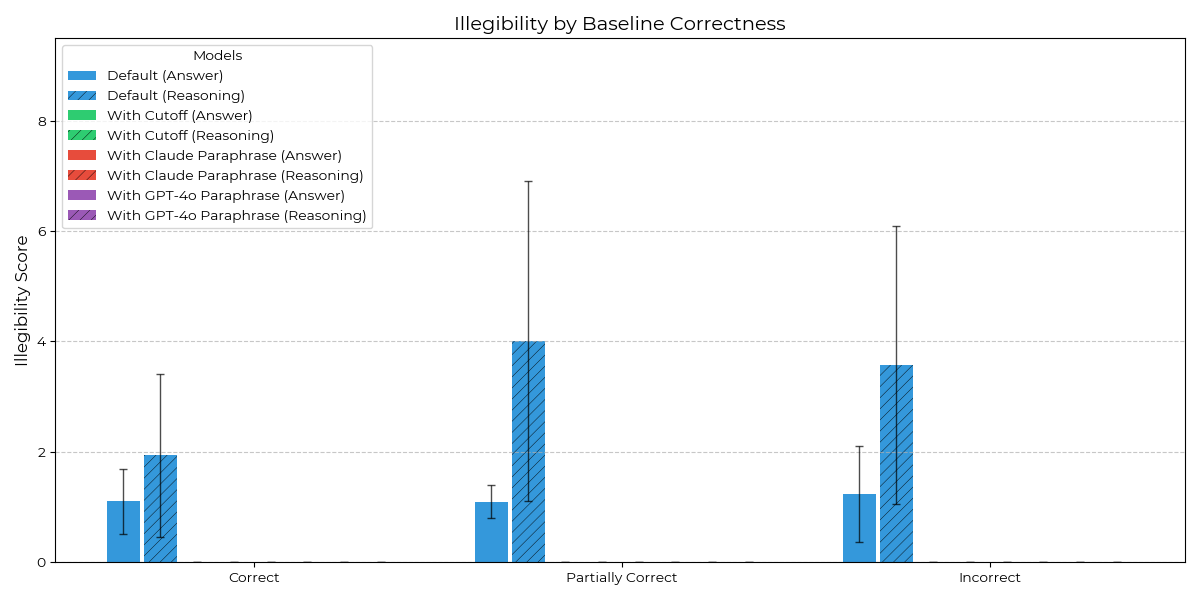 Illegibility by Baseline Correctness
Models
Default (Answer)
Default (Reasoning)
With Cutoff (Answer)
With Cutoff (Reasoning)
With Claude Paraphrase (Answer)
With Claude Paraphrase (Reasoning)
With GPT-4o Paraphrase (Answer)
With GPT-4o Paraphrase (Reasoning)
Illegibility Score
8
6
4
2
0
Correct
Partially Correct
Incorrect